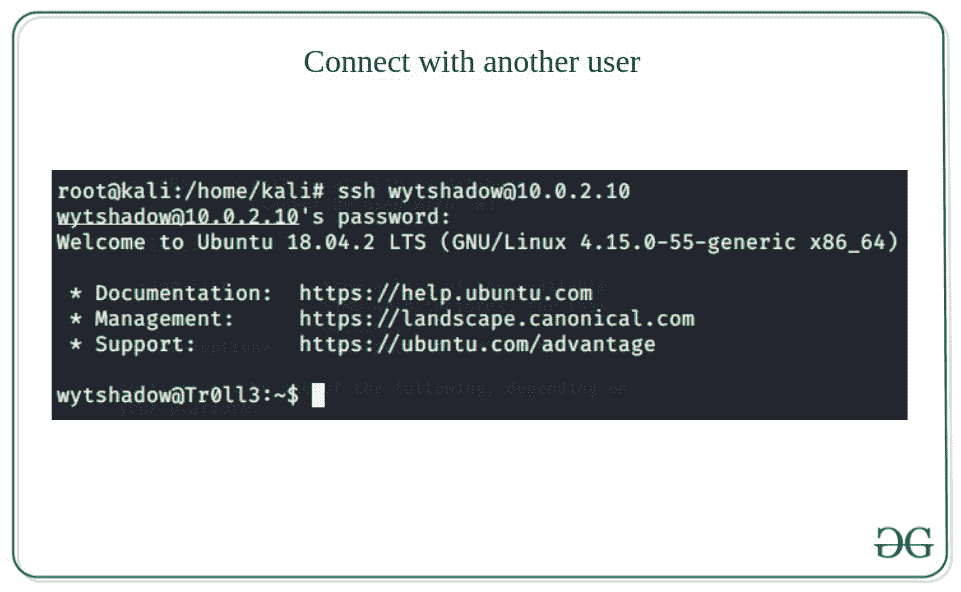 Connect with another user
root@kali:/home/kali# ssh wytshadow@10.0.2.10
wytshadow@10.0.2.10's password:
Welcome to Ubuntu 18.04.2 LTS (GNU/Linux 4.15.0-55-generic x86_64)
* Documentation: https://help.ubuntu.com
* Management: https://landscape.canonical.com
* Support: https://ubuntu.com/advantage
wytshadow@Tr0ll3:~$